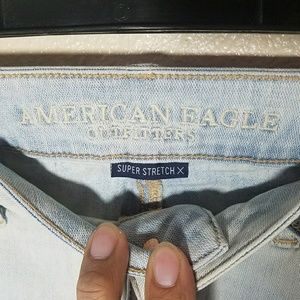 AMERICAN EAGLE
OUTFITTERS
SUPER STRETCH X